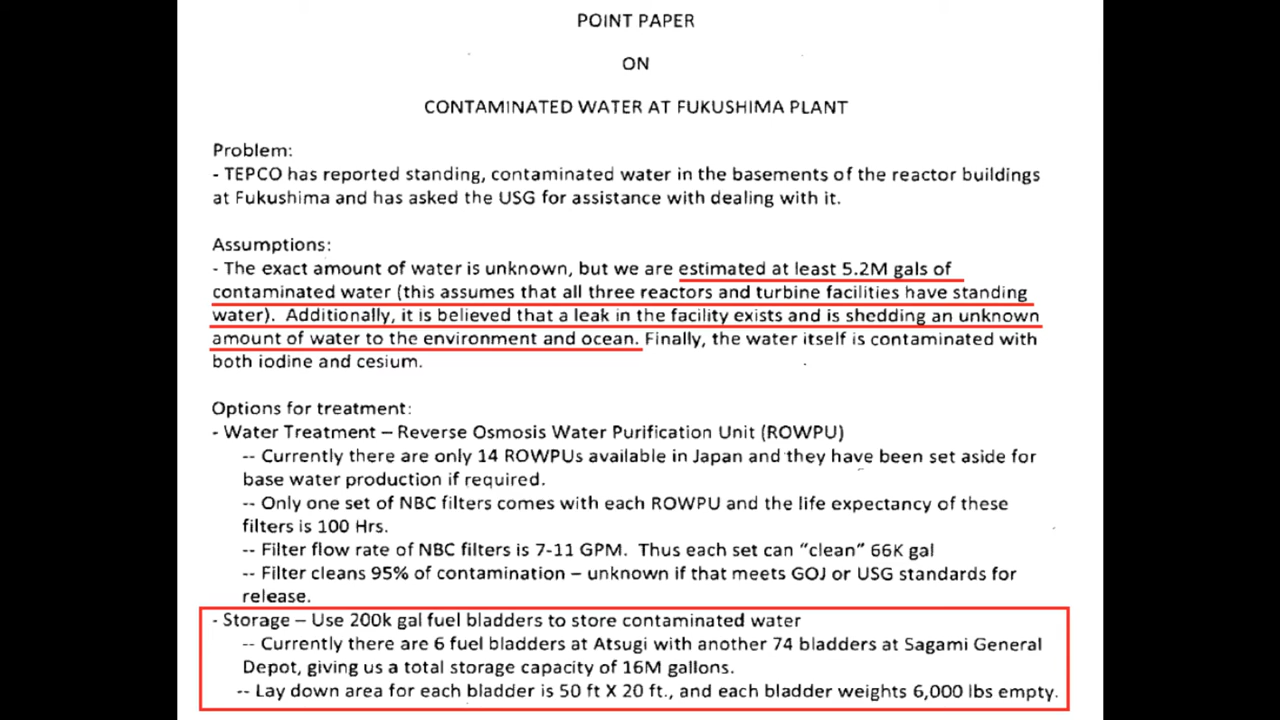 POINT PAPER
ON
CONTAMINATED WATER AT FUKUSHIMA PLANT
Problem:
- TEPCO has reported standing, contaminated water in the basements of the reactor buildings
at Fukushima and has asked the USG for assistance with dealing with it.
Assumptions:
- The exact amount of water is unknown, but we are estimated at least 5.2M gals of
contaminated water (this assumes that all three reactors and turbine facilities have standing
water). Additionally, it is believed that a leak in the facility exists and is shedding an unknown
amount of water to the environment and ocean. Finally, the water itself is contaminated with
both iodine and cesium.
Options for treatment:
- Water Treatment – Reverse Osmosis Water Purification Unit (ROWPU)
-- Currently there are only 14 ROWPUs available in Japan and they have been set aside for
base water production if required.
-- Only one set of NBC filters comes with each ROWPU and the life expectancy of these
filters is 100 Hrs.
-- Filter flow rate of NBC filters is 7-11 GPM. Thus each set can “clean” 66K gal
-- Filter cleans 95% of contamination – unknown if that meets GOJ or USG standards for
release.
- Storage – Use 200k gal fuel bladders to store contaminated water
-- Currently there are 6 fuel bladders at Atsugi with another 74 bladders at Sagami General
Depot, giving us a total storage capacity of 16M gallons.
-- Lay down area for each bladder is 50 ft X 20 ft., and each bladder weights 6,000 lbs empty.